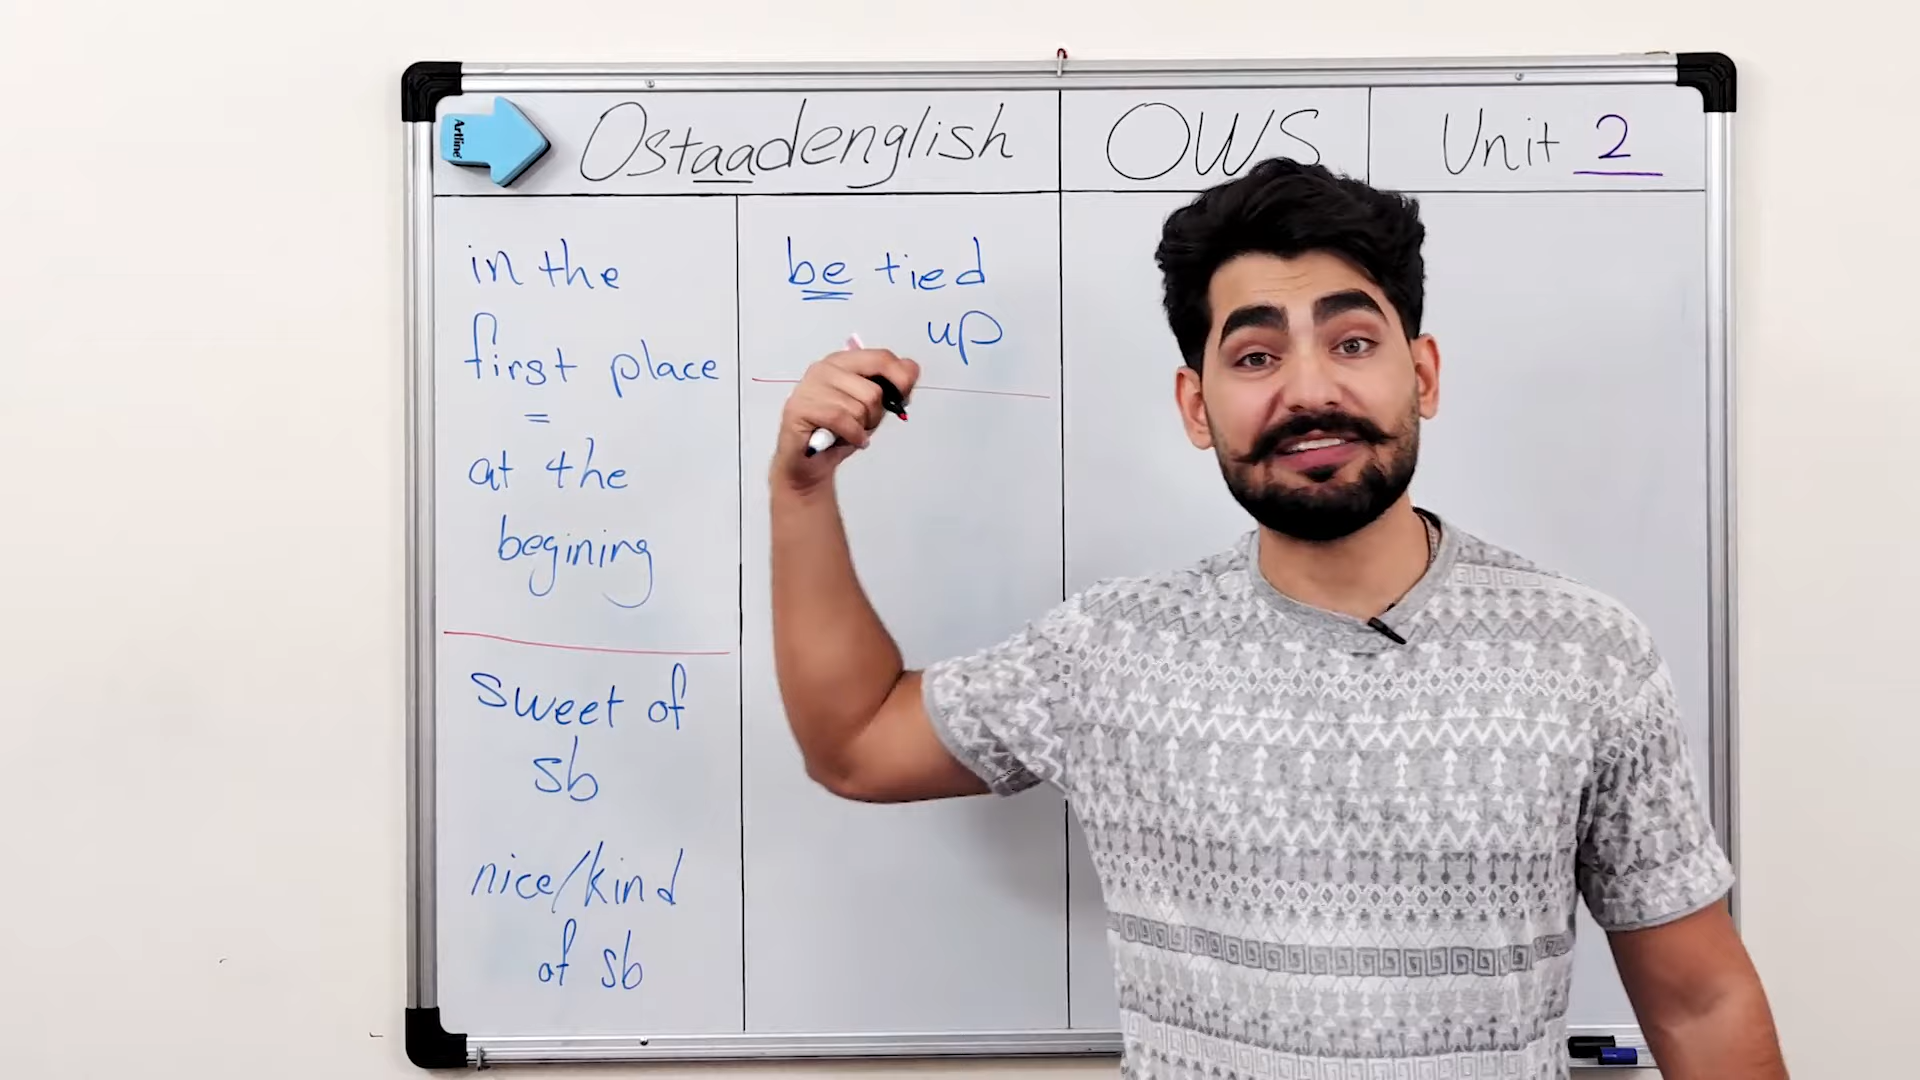 Artline
Ostaadenglish
OWS
Unit 2
in the
first place
=
at the
begining
sweet of
sb
nice/kind
of sb
be tied
up